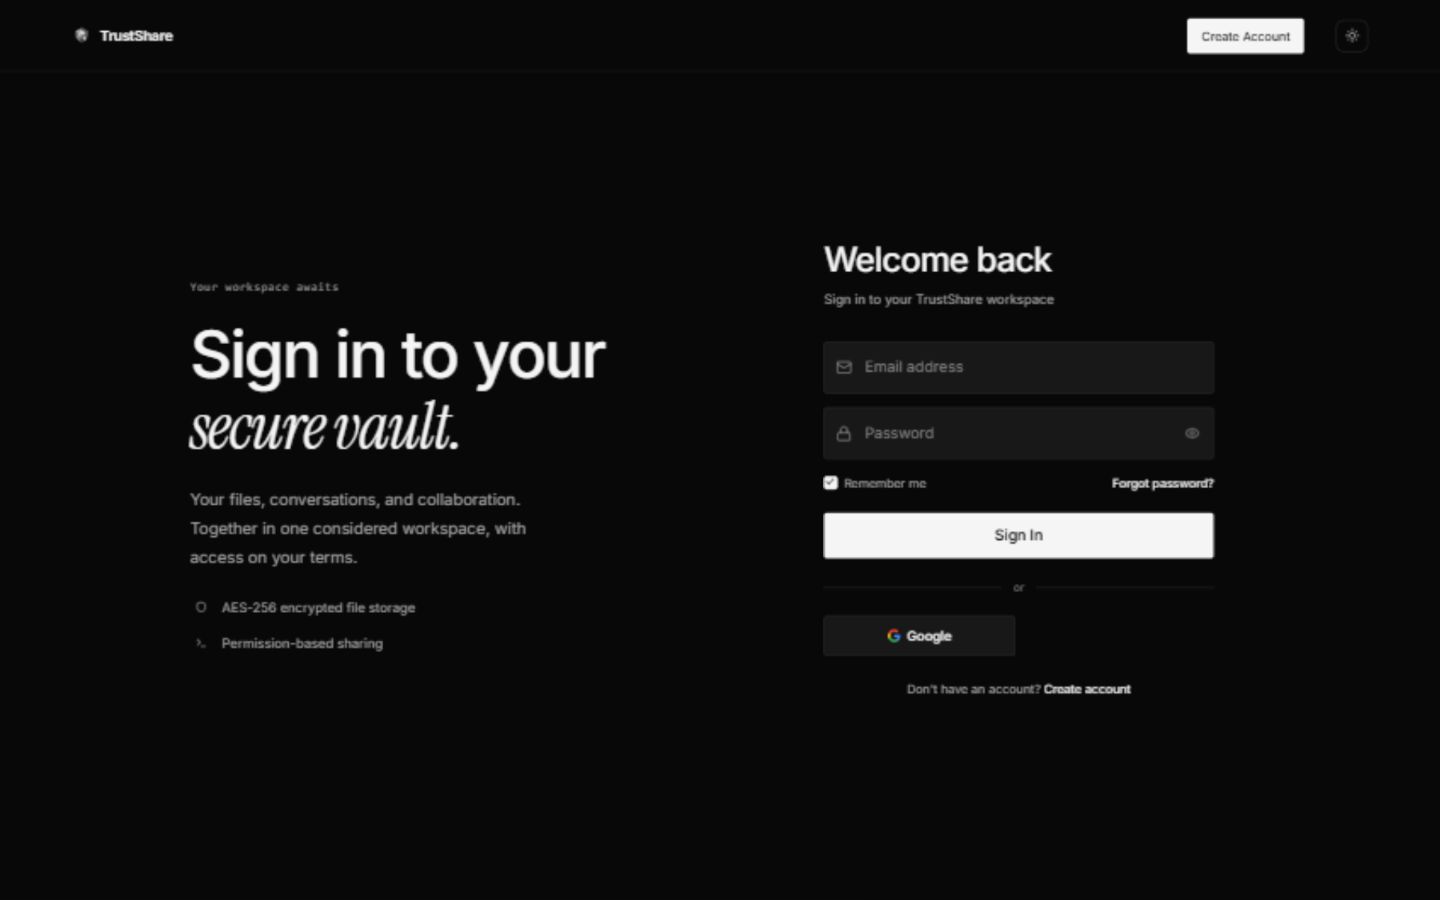 TrustShare
Create Account
Your workspace awaits
Sign in to your
secure vault.
Your files, conversations, and collaboration.
Together in one considered workspace, with
access on your terms.
AES-256 encrypted file storage
Permission-based sharing
Welcome back
Sign in to your TrustShare workspace
Email address
Password
Remember me
Forgot password?
Sign In
or
Google
Don't have an account? Create account